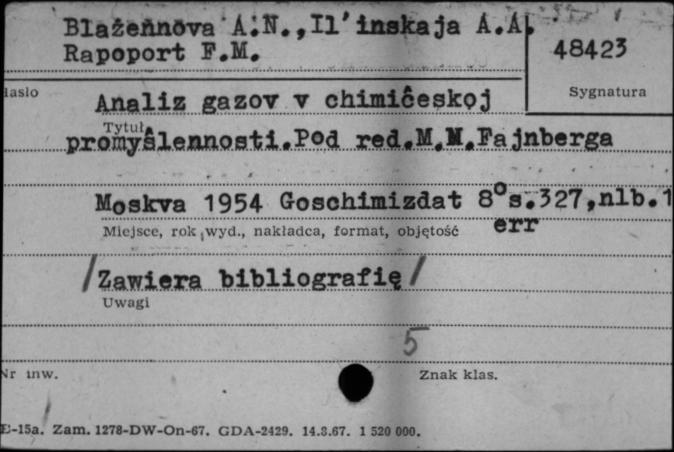 Blažennova A.N., Il'inskaja A.A.
Rapoport F.M.
48423
Hasło
Sygnatura
Analiz gazov v chimičeskoj
Tytuł
promyšlennosti.Pod red.M.M.Fajnberga
Moskva 1954 Goschimizdat 8°s.327,nlb.1
Miejsce, rok wyd., nakładca, format, objętość
err
/Zawiera bibliografię/
Uwagi
5
Nr inw.
Znak klas.
E-15a. Zam. 1278-DW-On-67. GDA-2429. 14.3.67. 1 520 000.